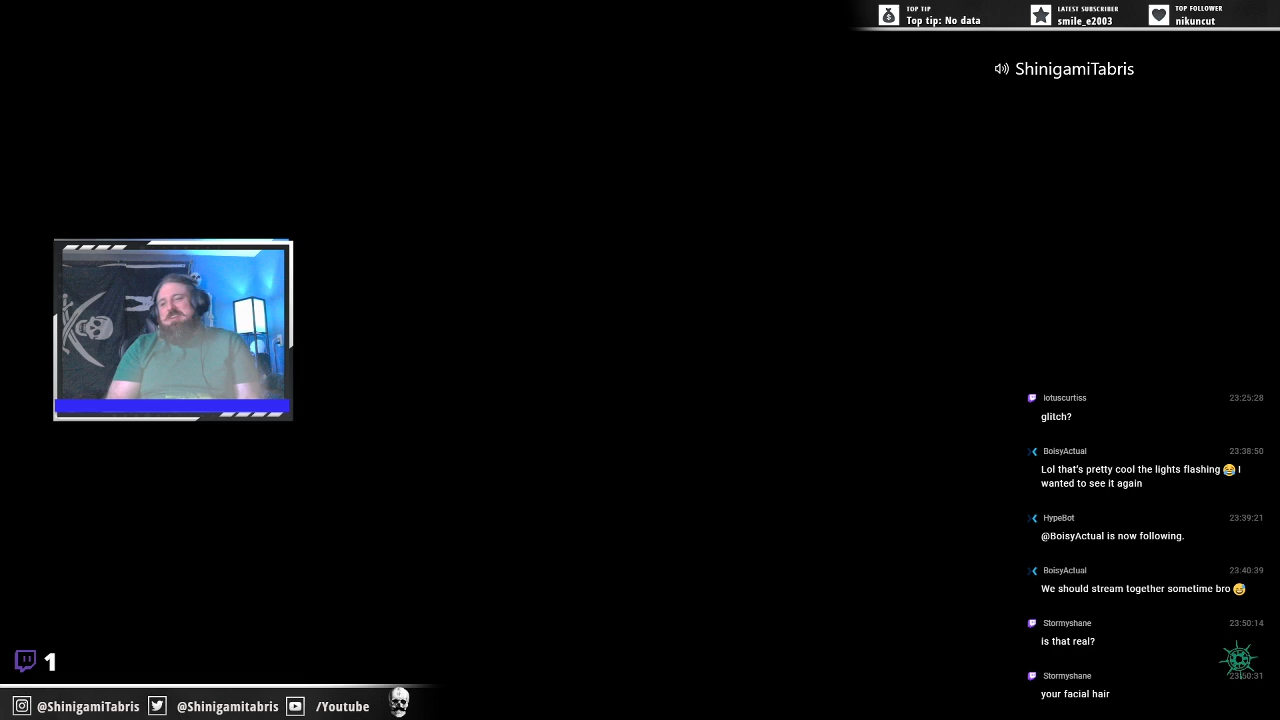 TOP TIP
Top tip: No data
LATEST SUBSCRIBER
smile_e2003
TOP FOLLOWER
nikuncut
ShinigamiTabris
lotuscurtiss 23:25:28
glitch?
BoisyActual 23:38:50
Lol that's pretty cool the lights flashing 😂 I
wanted to see it again
HypeBot 23:39:21
@BoisyActual is now following.
BoisyActual 23:40:39
We should stream together sometime bro 😅
Stormyshane 23:50:14
is that real?
Stormyshane 23:50:31
your facial hair
1
@ShinigamiTabris
@Shinigamitabris
/Youtube